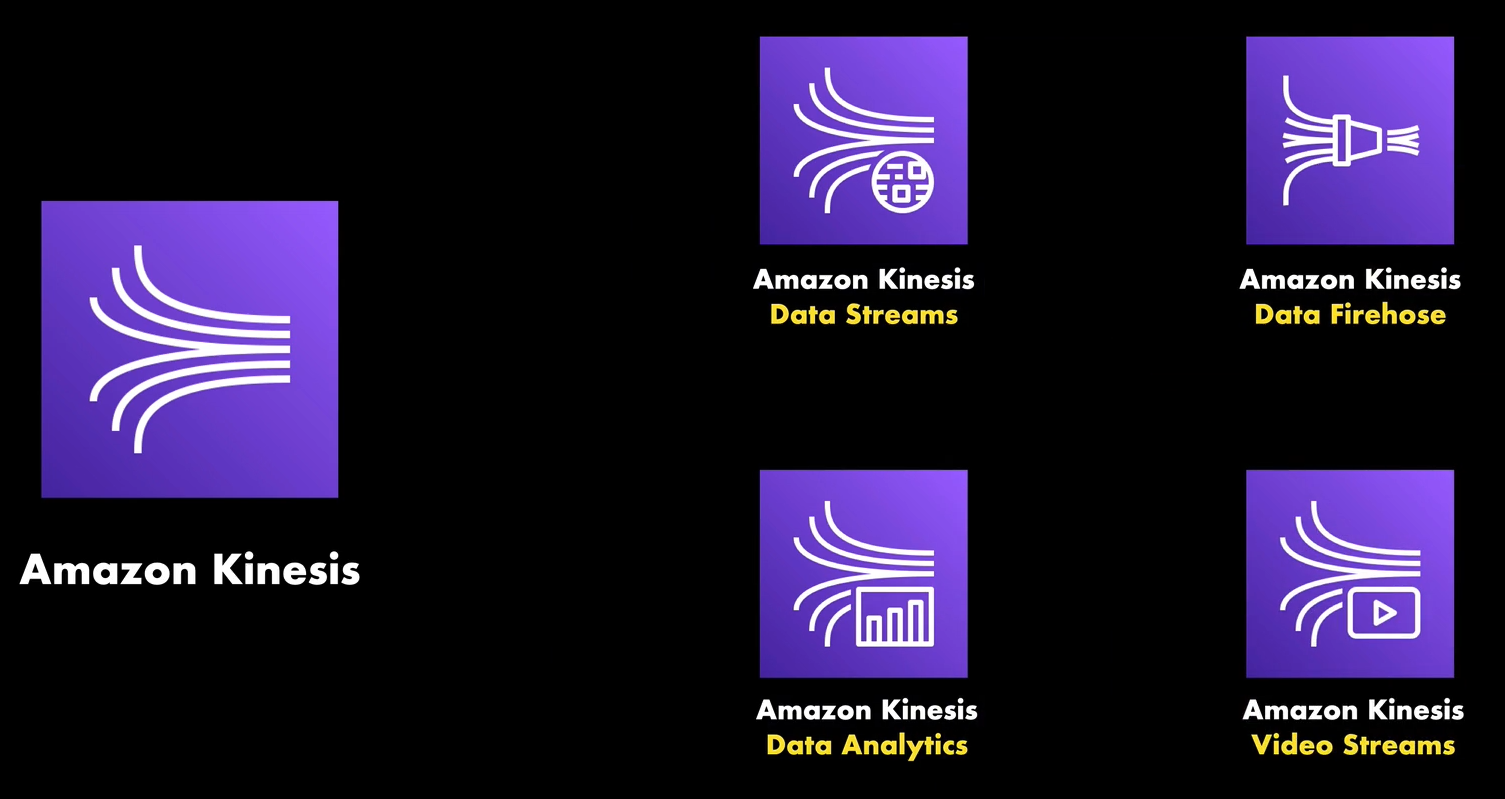 Amazon Kinesis
Amazon Kinesis
Data Streams
Amazon Kinesis
Data Firehose
Amazon Kinesis
Data Analytics
Amazon Kinesis
Video Streams